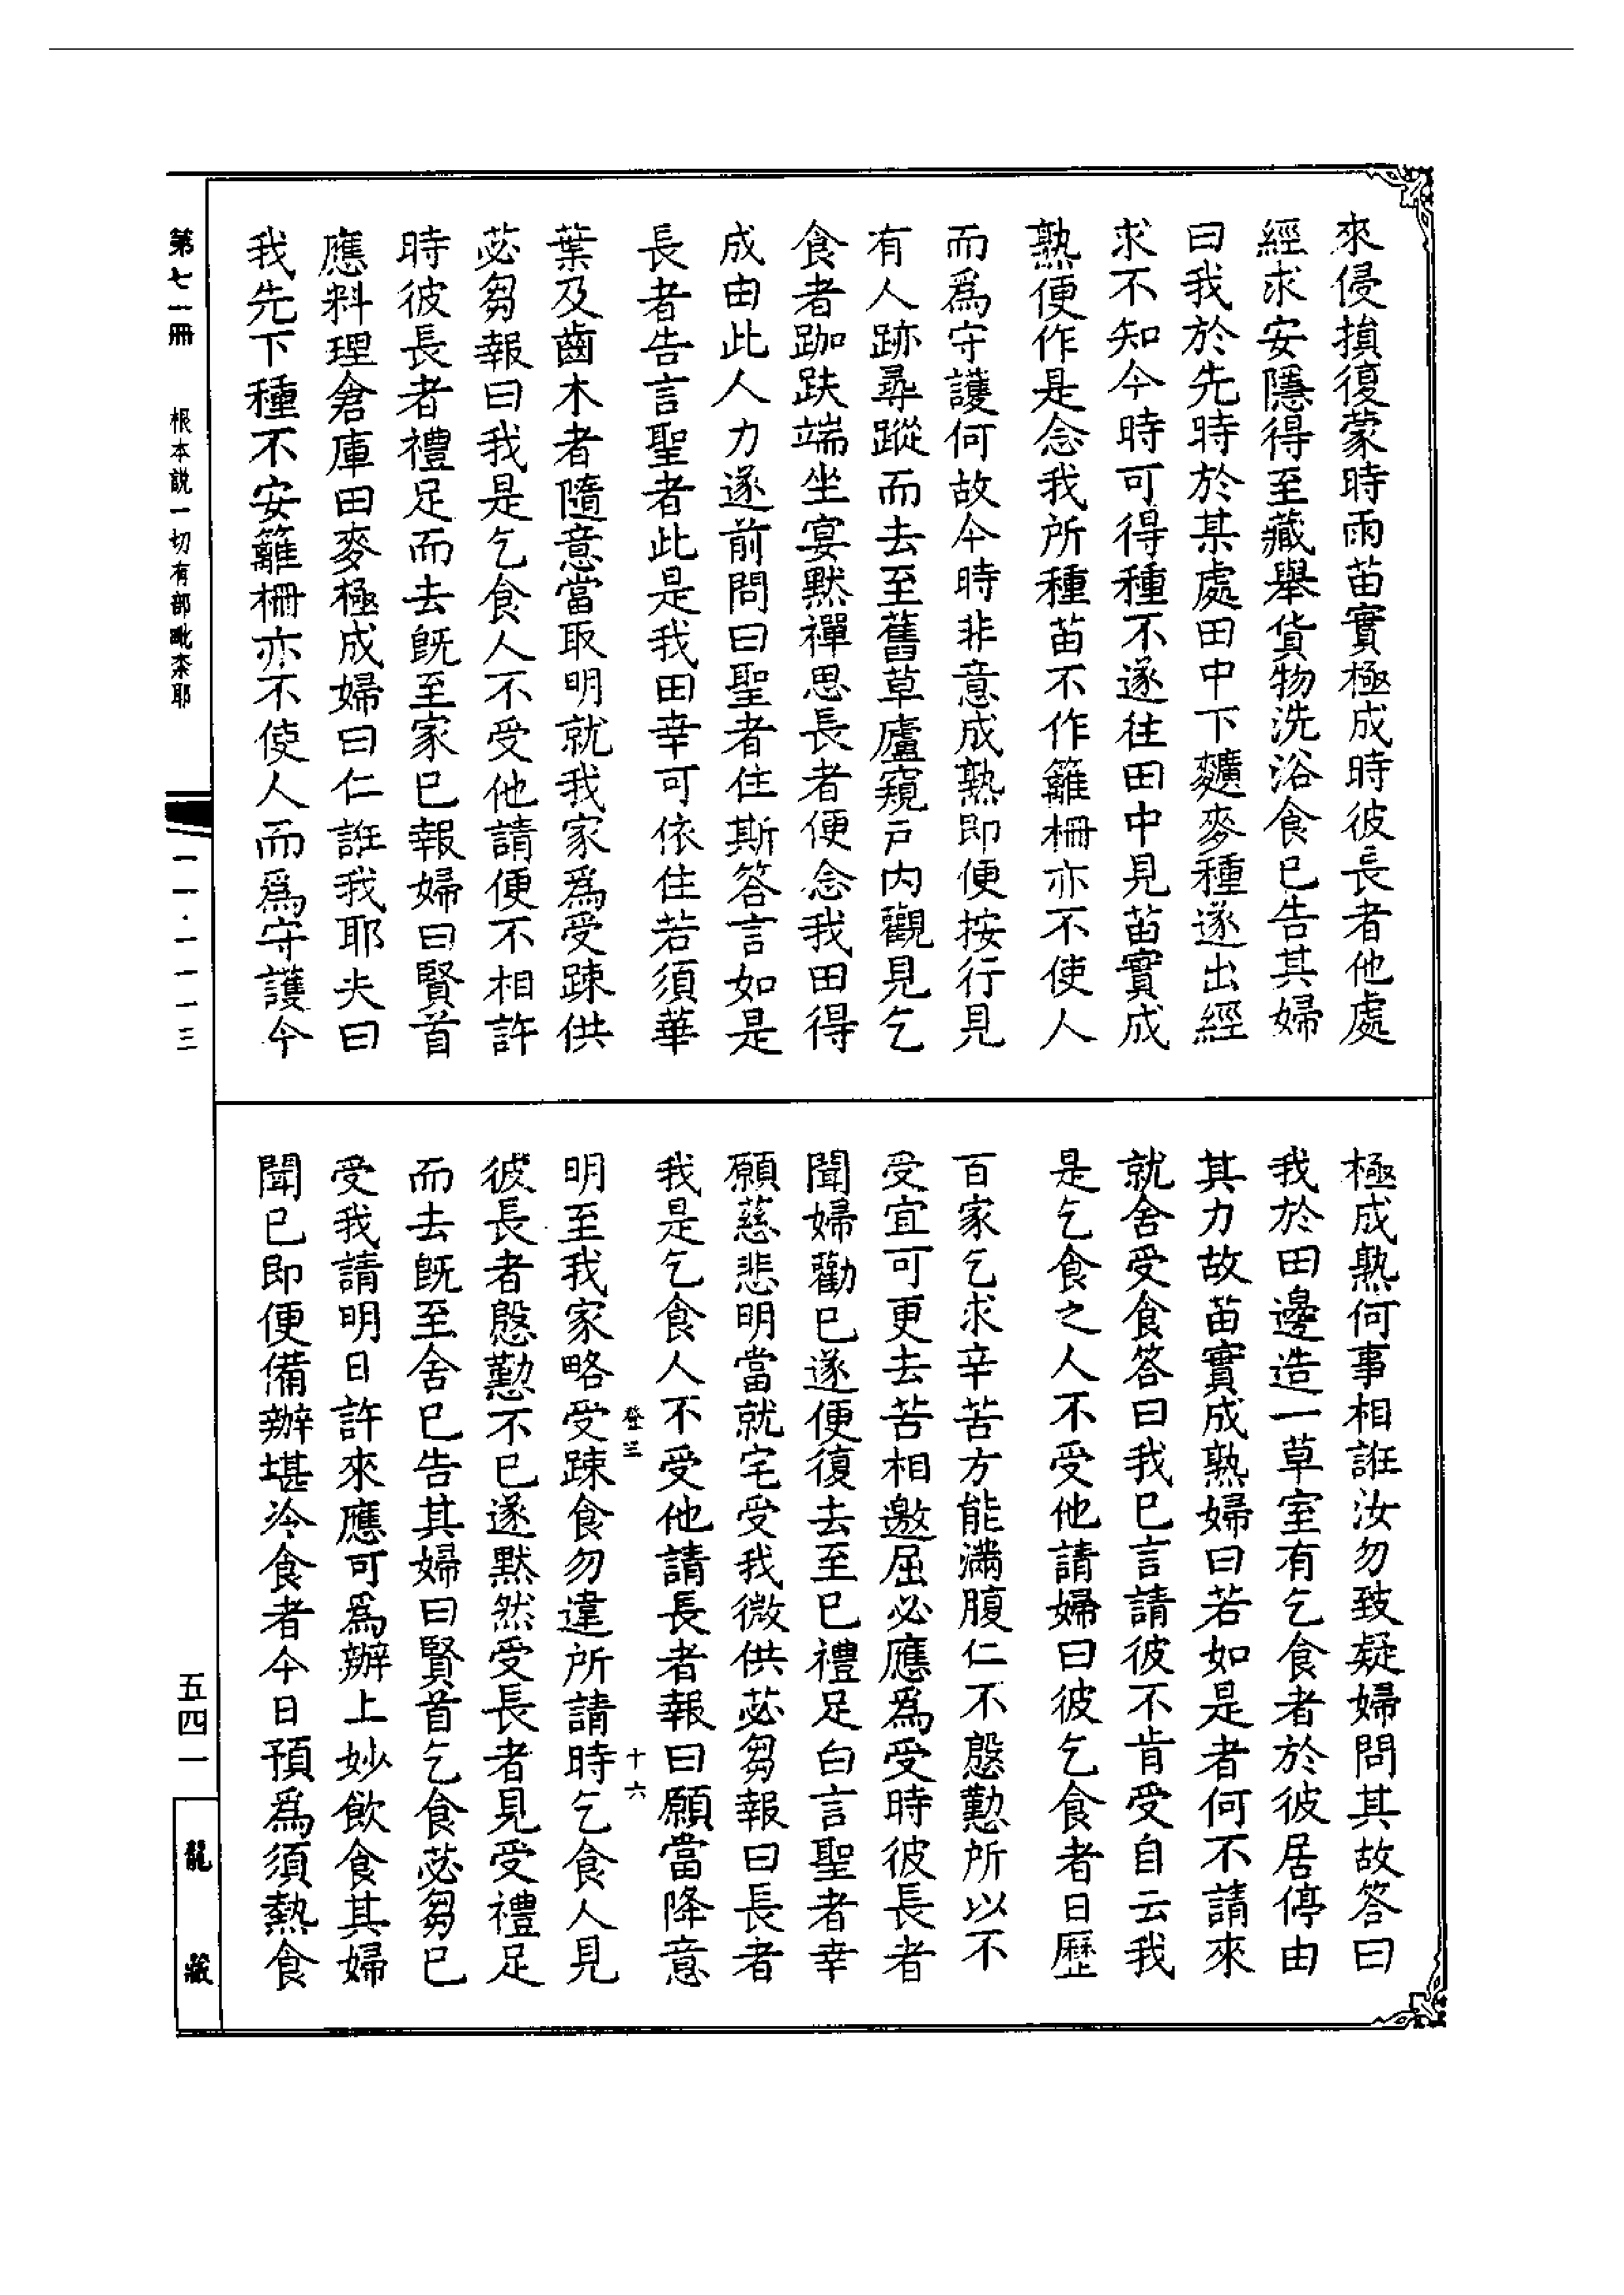 來侵損復蒙時雨苗實極成時彼長者他處
經求安隱得至藏舉貨物洗浴食已告其婦
曰我於先時於某處田中下䵃麥種遂出經
求不知今時可得種不遂往田中見苗實成
熟便作是念我所種苗不作籬柵亦不使人
而爲守護何故今時非意成熟即便按行見
有人跡尋蹤而去至舊草廬窺戸内觀見乞
食者跏趺端坐宴默禪思長者便念我田得
成由此人力遂前問曰聖者住斯答言如是
長者告言聖者此是我田幸可依住若須華
葉及齒木者隨意當取明就我家爲受踈供
苾芻報曰我是乞食人不受他請便不相許
時彼長者禮足而去旣至家已報婦曰賢首
應料理倉庫田麥極成婦曰仁誑我耶夫曰
我先下種不安籬柵亦不使人而爲守護今
極成熟何事相誑汝勿致疑婦問其故答曰
我於田邊造一草室有乞食者於彼居停由
其力故苗實成熟婦曰若如是者何不請來
就舍受食答曰我已言請彼不肯受自云我
是乞食之人不受他請婦曰彼乞食者日歷
百家乞求辛苦方能滿腹仁不慇懃所以不
受宜可更去苦相邀屈必應爲受時彼長者
聞婦勸已遂便復去至已禮足白言聖者幸
願慈悲明當就宅受我微供苾芻報曰長者
我是乞食人不受他請長者報曰願當降意
登三 十六
明至我家略受踈食勿違所請時乞食人見
彼長者慇懃不已遂默然受長者見受禮足
而去旣至舍已告其婦曰賢首乞食苾芻已
受我請明日許來應可爲辦上妙飲食其婦
聞已即便備辦堪冷食者今日預爲須熱食
第七一冊 根本説一切有部毗柰耶
一一·一一一三
五四一
龍藏